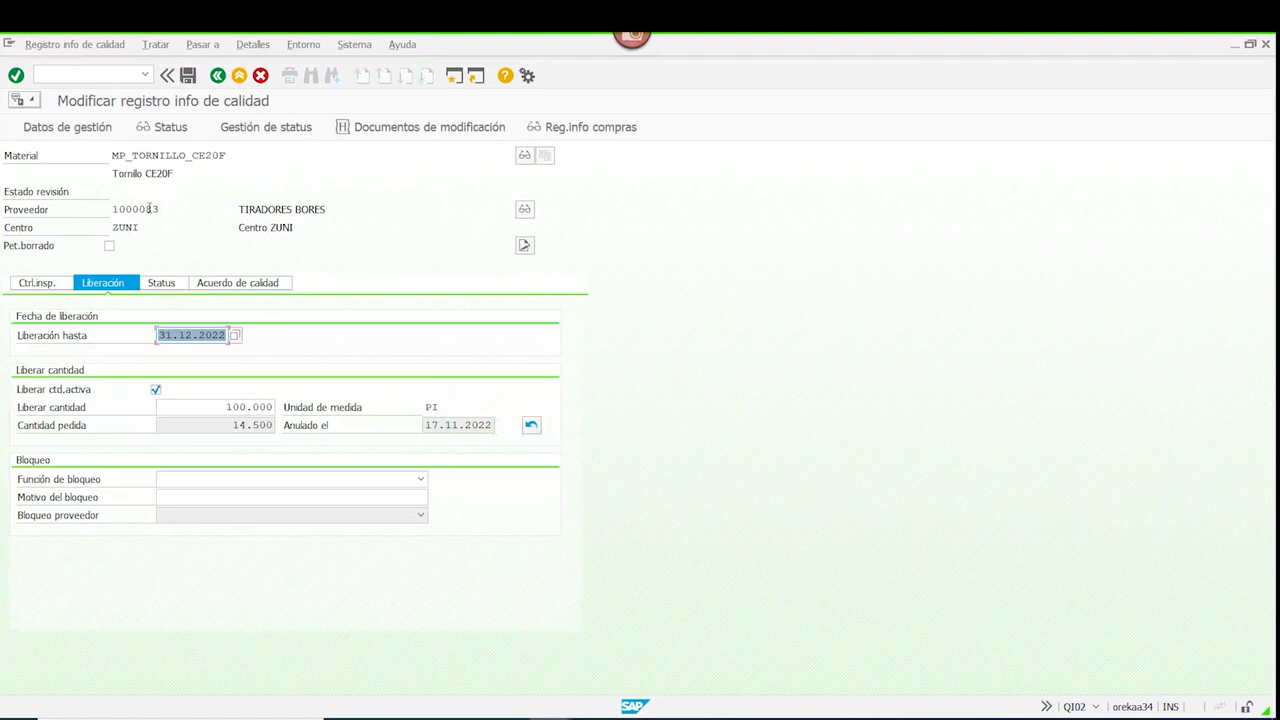 Registro info de calidad Tratar Pasar a Detalles Entorno Sistema Ayuda
Modificar registro info de calidad
Datos de gestión Status Gestión de status Documentos de modificación Reg.info compras
Material MP_TORNILLO_CE20F
Tornilo CE20F
Estado revisión
Proveedor 1000083 TIRADORES BORES
Centro ZUNI Centro ZUNI
Pet.borrado
Ctrl.insp. Liberación Status Acuerdo de calidad
Fecha de liberación
Liberación hasta 31.12.2022
Liberar cantidad
Liberar ctd.activa
Liberar cantidad 100.000 Unidad de medida PI
Cantidad pedida 14.500 Anulado el 17.11.2022
Bloqueo
Función de bloqueo
Motivo del bloqueo
Bloqueo proveedor
SAP QI02 orekaa34 INS